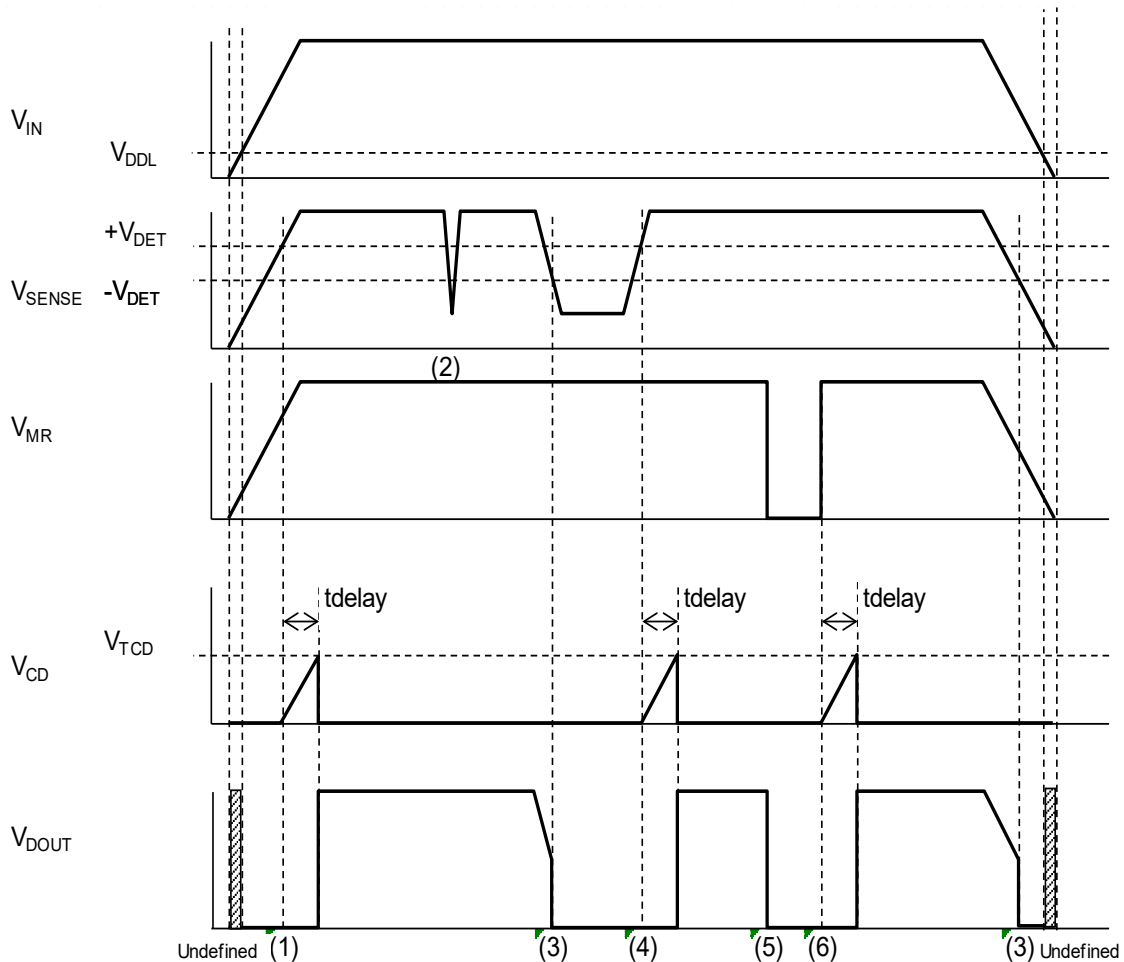 V_IN
V_DDL
+V_DET
V_SENSE -V_DET
(2)
V_MR
tdelay tdelay tdelay
V_TCD
V_CD
V_DOUT
Undefined (1) (3) (4) (5) (6) (3) Undefined